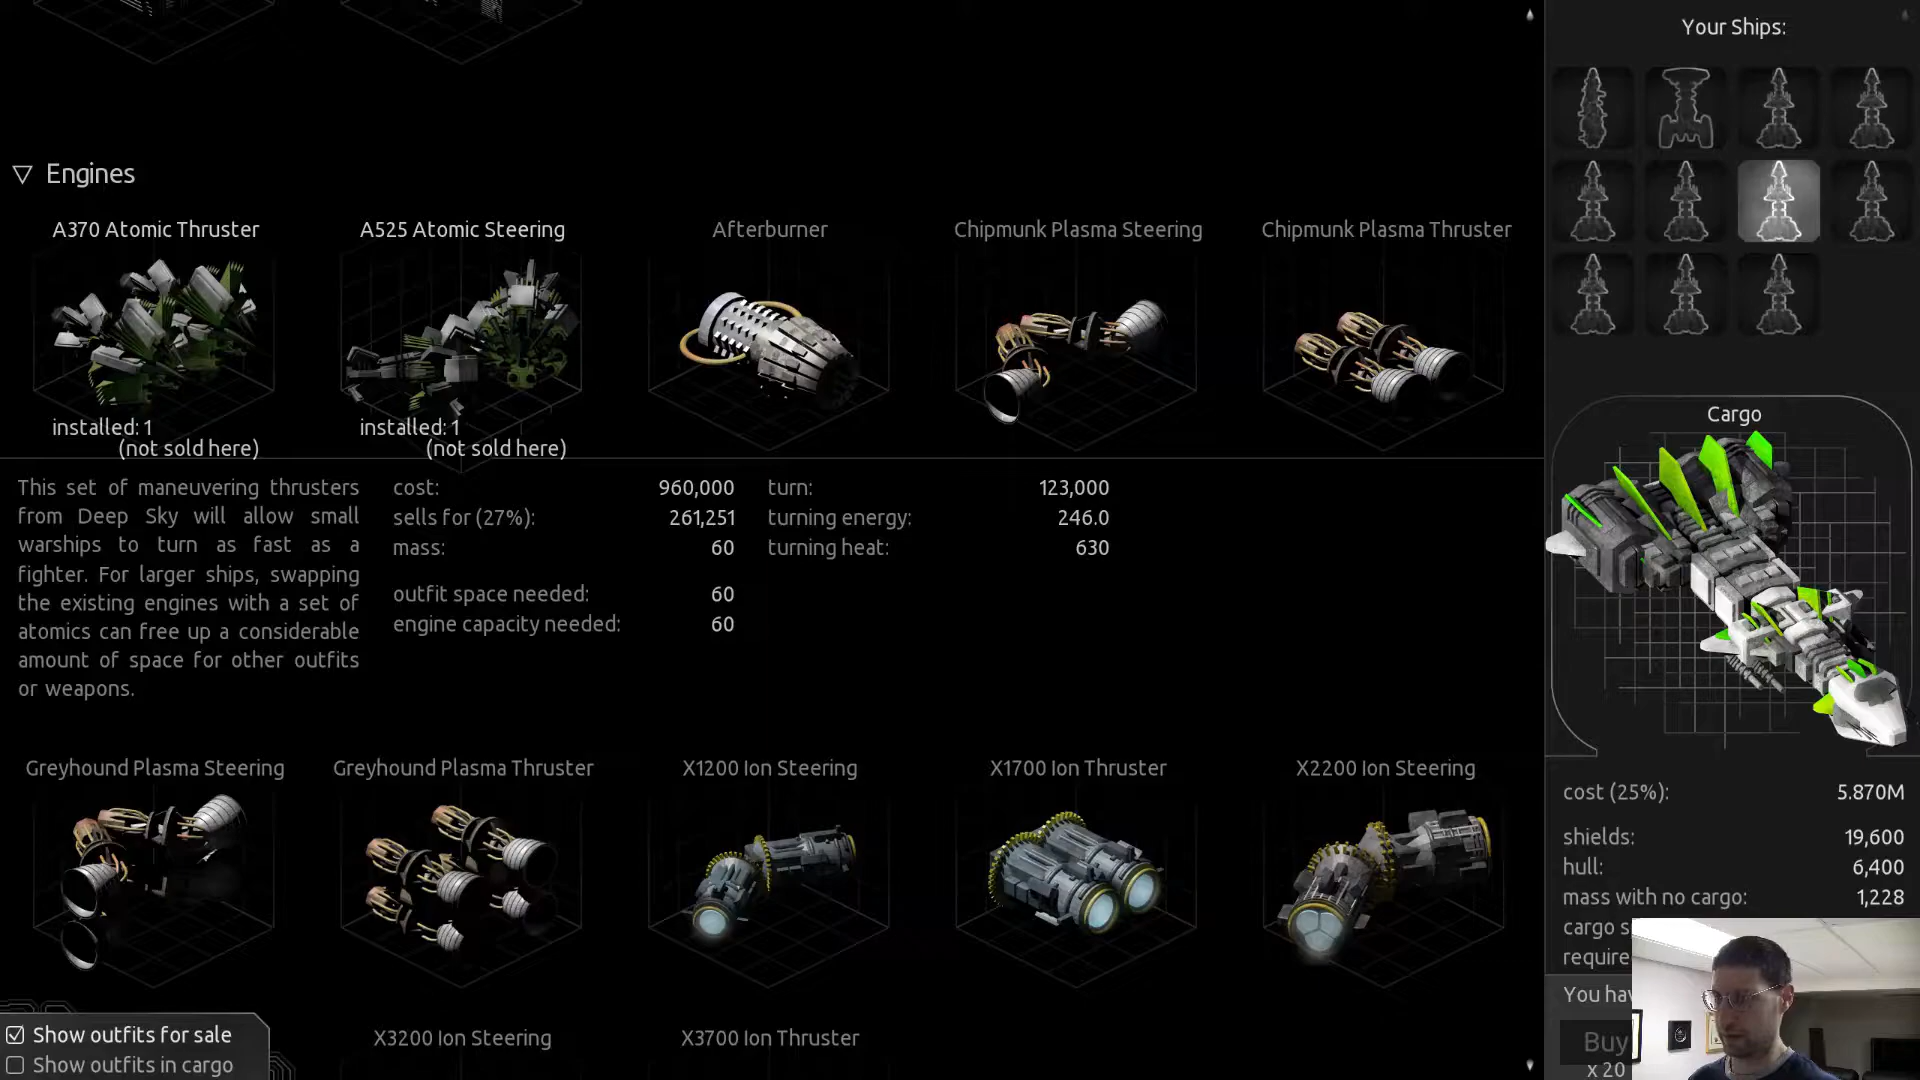 Your Ships:
Engines
A370 Atomic Thruster
A525 Atomic Steering
Afterburner
Chipmunk Plasma Steering
Chipmunk Plasma Thruster
installed: 1
(not sold here)
installed: 1
(not sold here)
Cargo
This set of maneuvering thrusters
from Deep Sky will allow small
warships to turn as fast as a
fighter. For larger ships, swapping
the existing engines with a set of
atomics can free up a considerable
amount of space for other outfits
or weapons.
cost: 960,000
sells for (27%): 261,251
mass: 60
outfit space needed: 60
engine capacity needed: 60
turn: 123,000
turning energy: 246.0
turning heat: 630
Greyhound Plasma Steering
Greyhound Plasma Thruster
X1200 Ion Steering
X1700 Ion Thruster
X2200 Ion Steering
cost (25%): 5.870M
shields: 19,600
hull: 6,400
mass with no cargo: 1,228
cargo s
require
You hav
Buy
x 20
Show outfits for sale
Show outfits in cargo
X3200 Ion Steering
X3700 Ion Thruster